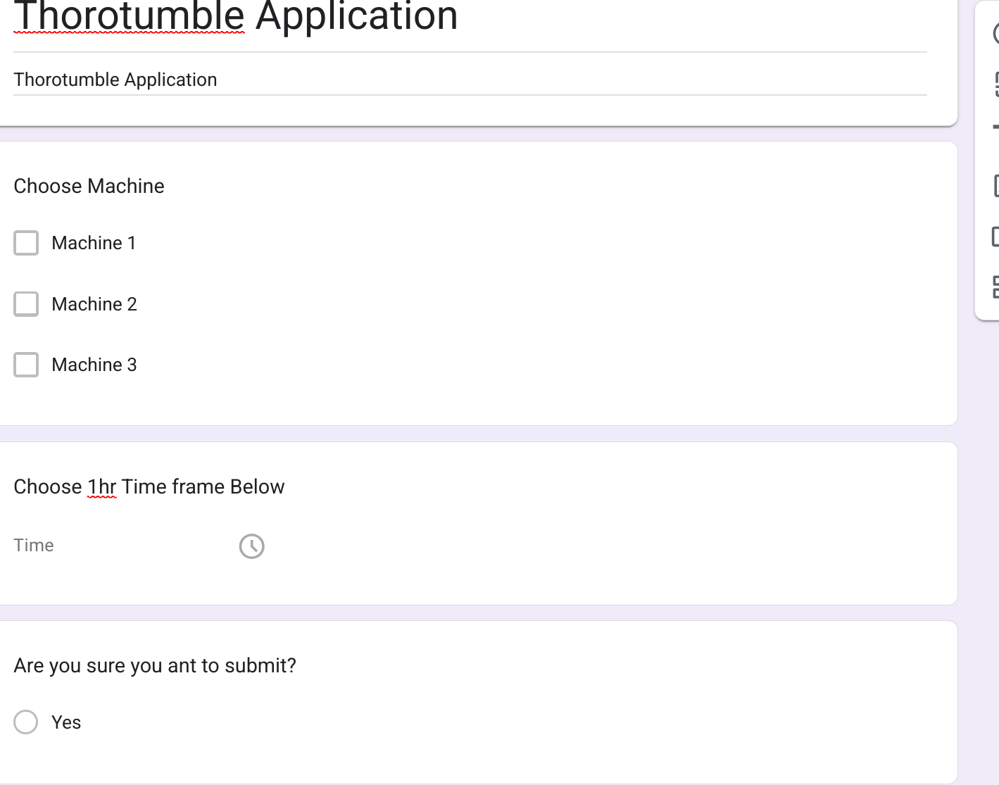 Thorotumble Application
Thorotumble Application
Choose Machine
Machine 1
Machine 2
Machine 3
Choose 1hr Time frame Below
Time
Are you sure you ant to submit?
Yes